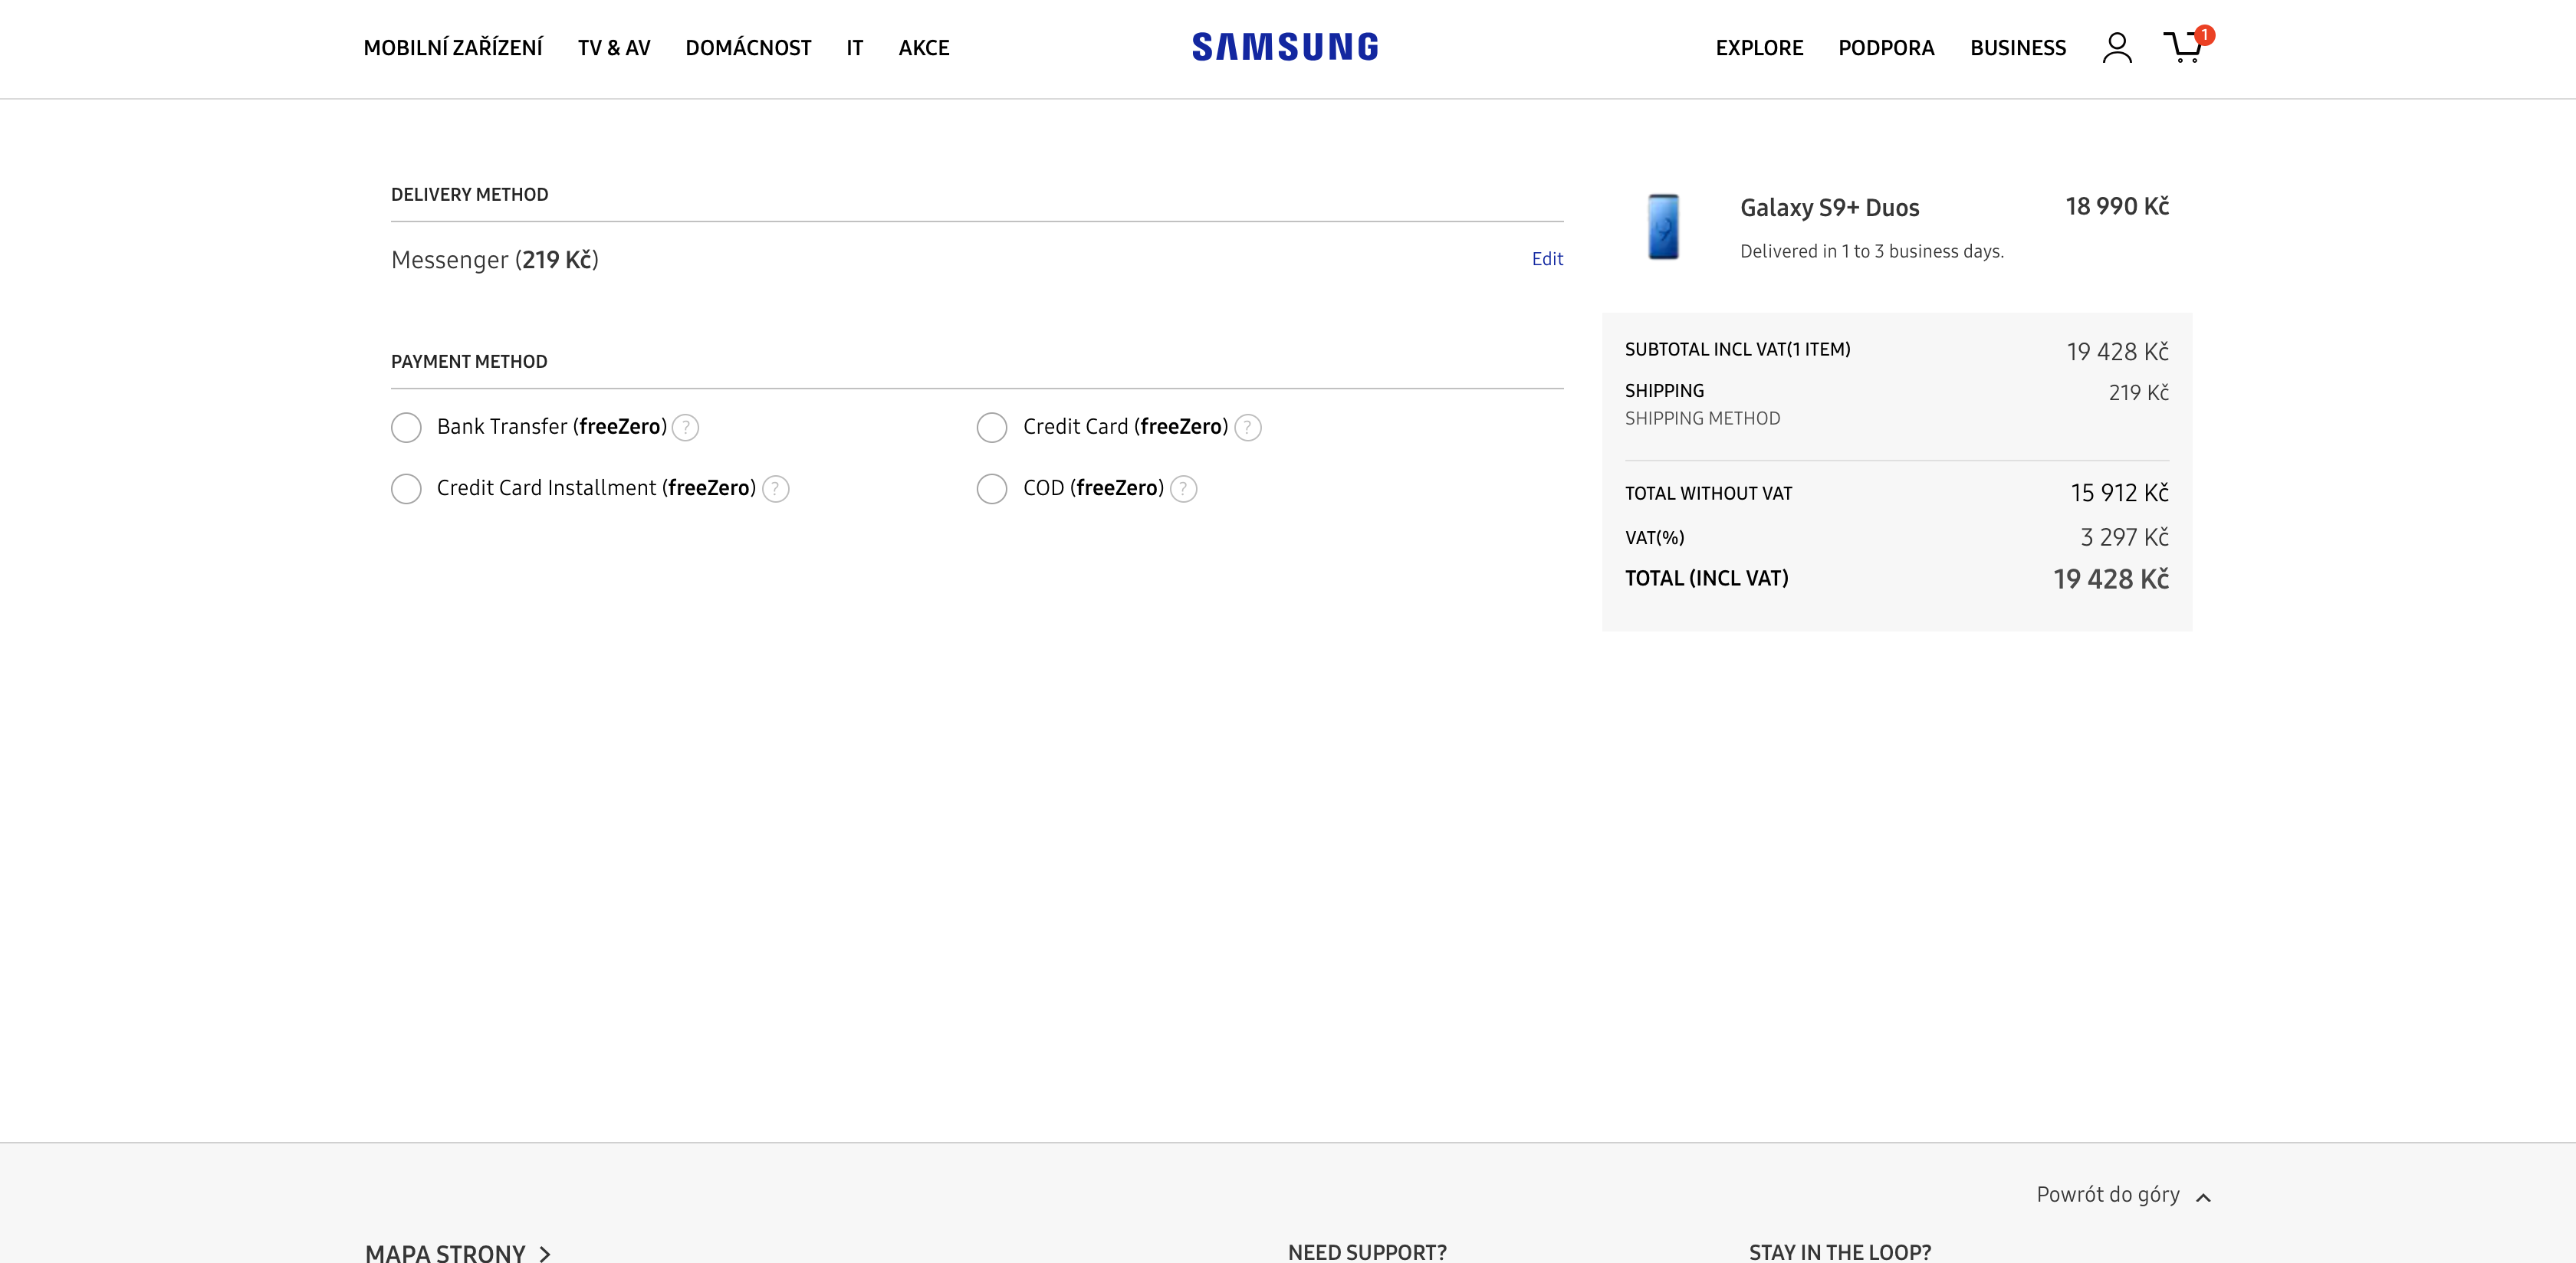 MOBILNÍ ZAŘÍZENÍ TV & AV DOMÁCNOST IT AKCE SAMSUNG EXPLORE PODPORA BUSINESS 1
DELIVERY METHOD
Messenger (219 Kč) Edit
PAYMENT METHOD
Bank Transfer (freeZero) ? Credit Card (freeZero) ?
Credit Card Installment (freeZero) ? COD (freeZero) ?
Galaxy S9+ Duos 18 990 Kč
Delivered in 1 to 3 business days.
SUBTOTAL INCL VAT(1 ITEM) 19 428 Kč
SHIPPING 219 Kč
SHIPPING METHOD
TOTAL WITHOUT VAT 15 912 Kč
VAT(%) 3 297 Kč
TOTAL (INCL VAT) 19 428 Kč
Powrót do góry
MAPA STRONY NEED SUPPORT? STAY IN THE LOOP?